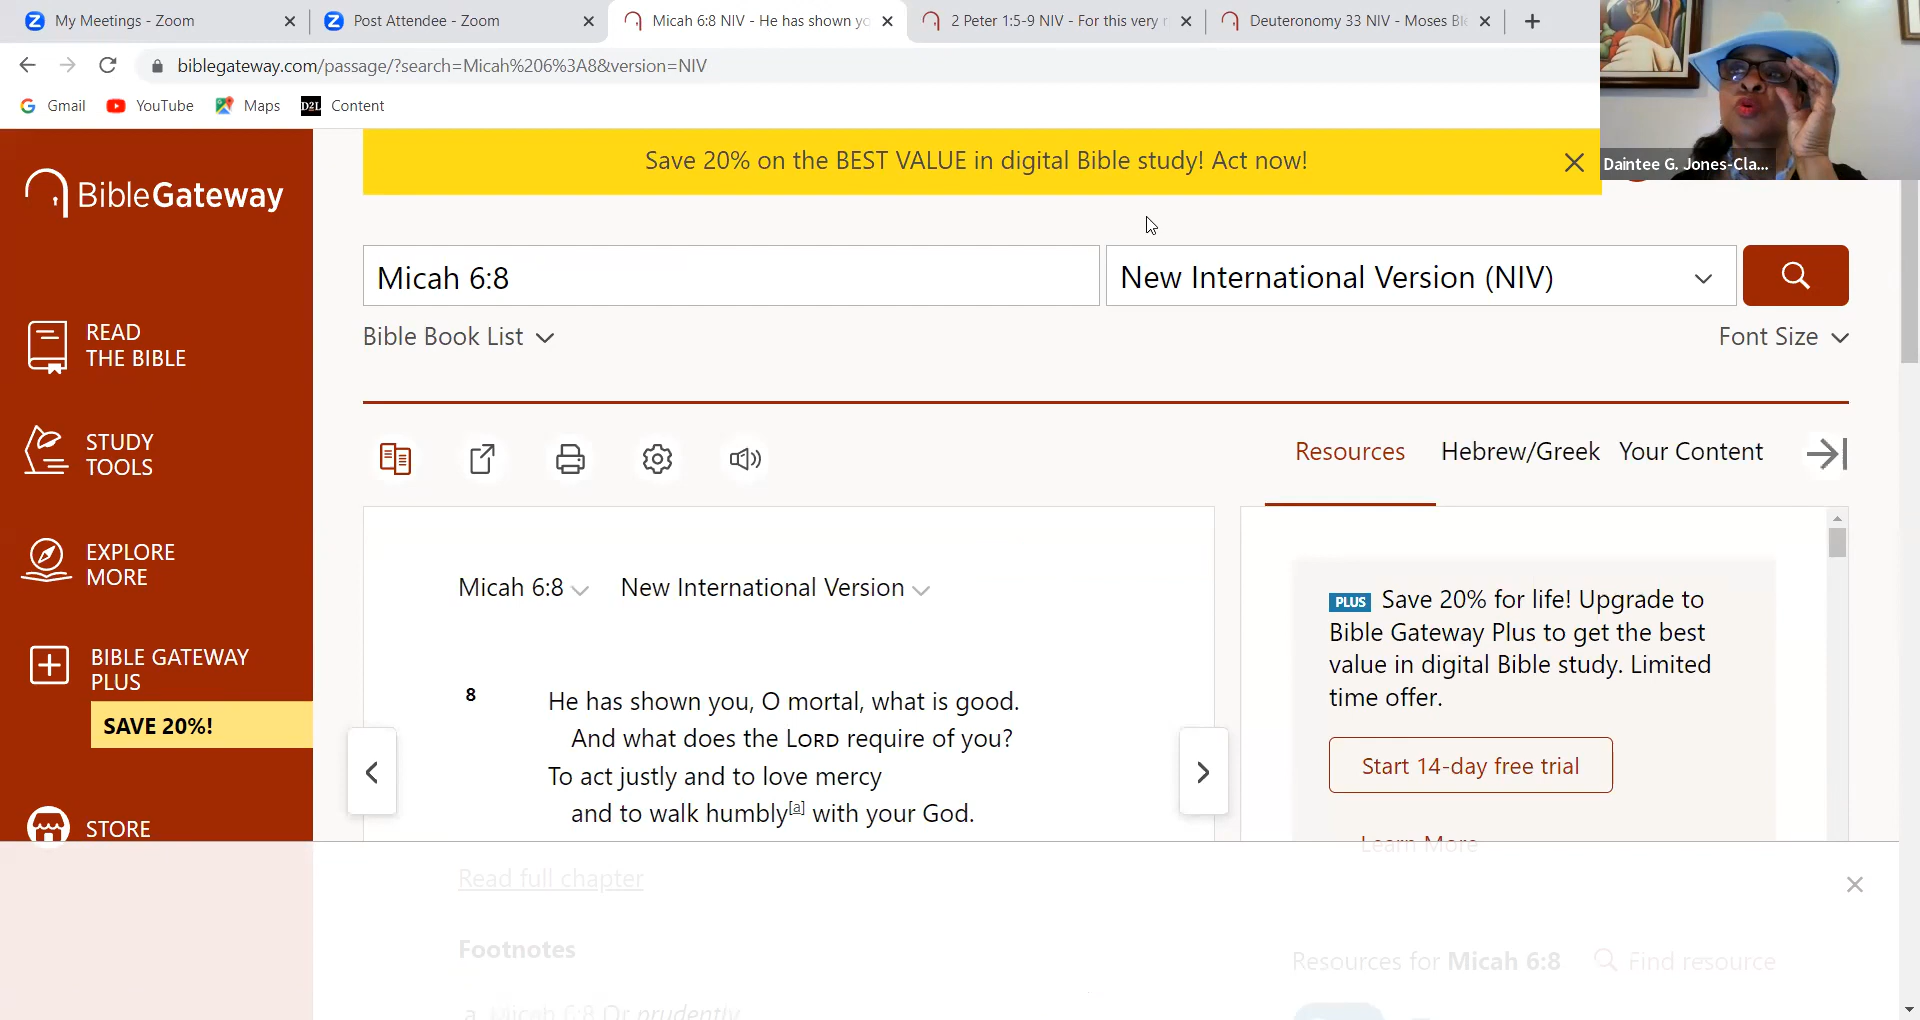 My Meetings - Zoom
Post Attendee - Zoom
Micah 6:8 NIV - He has shown yo
2 Peter 1:5-9 NIV - For this very r
Deuteronomy 33 NIV - Moses Ble
biblegateway.com/passage/?search=Micah%206%3A8&version=NIV
Gmail
YouTube
Maps
D2L
Content
Daintee G. Jones-Cla...
BibleGateway
Save 20% on the BEST VALUE in digital Bible study! Act now!
Micah 6:8
New International Version (NIV)
Bible Book List
Font Size
READ
THE BIBLE
STUDY
TOOLS
EXPLORE
MORE
BIBLE GATEWAY
PLUS
SAVE 20%!
STORE
Resources
Hebrew/Greek
Your Content
Micah 6:8
New International Version
8 He has shown you, O mortal, what is good.
And what does the LORD require of you?
To act justly and to love mercy
and to walk humbly[a] with your God.
Read full chapter
Footnotes
a Micah 6:8 Or prudently
PLUS Save 20% for life! Upgrade to
Bible Gateway Plus to get the best
value in digital Bible study. Limited
time offer.
Start 14-day free trial
Learn More
Resources for Micah 6:8
Find resource